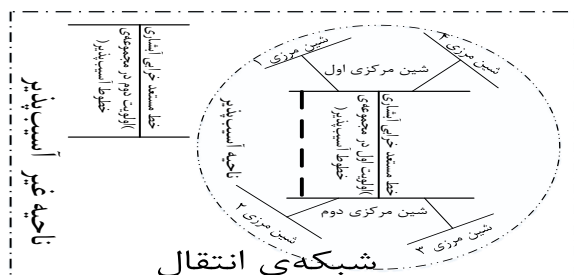 شین مرزی ۱
شین مرزی ۴
شین مرکزی اول
خط مستعد خرابی آبشاری
)اولویت دوم در مجموعه‌ی
خطوط آسیب‌پذیر(
ناحیه غیر آسیب‌پذیر
ناحیه آسیب‌پذیر
خط مستعد خرابی آبشاری
)اولویت اول در مجموعه‌ی
خطوط آسیب‌پذیر(
شین مرکزی دوم
شین مرزی ۲
شین مرزی ۳
شبکه‌ی انتقال